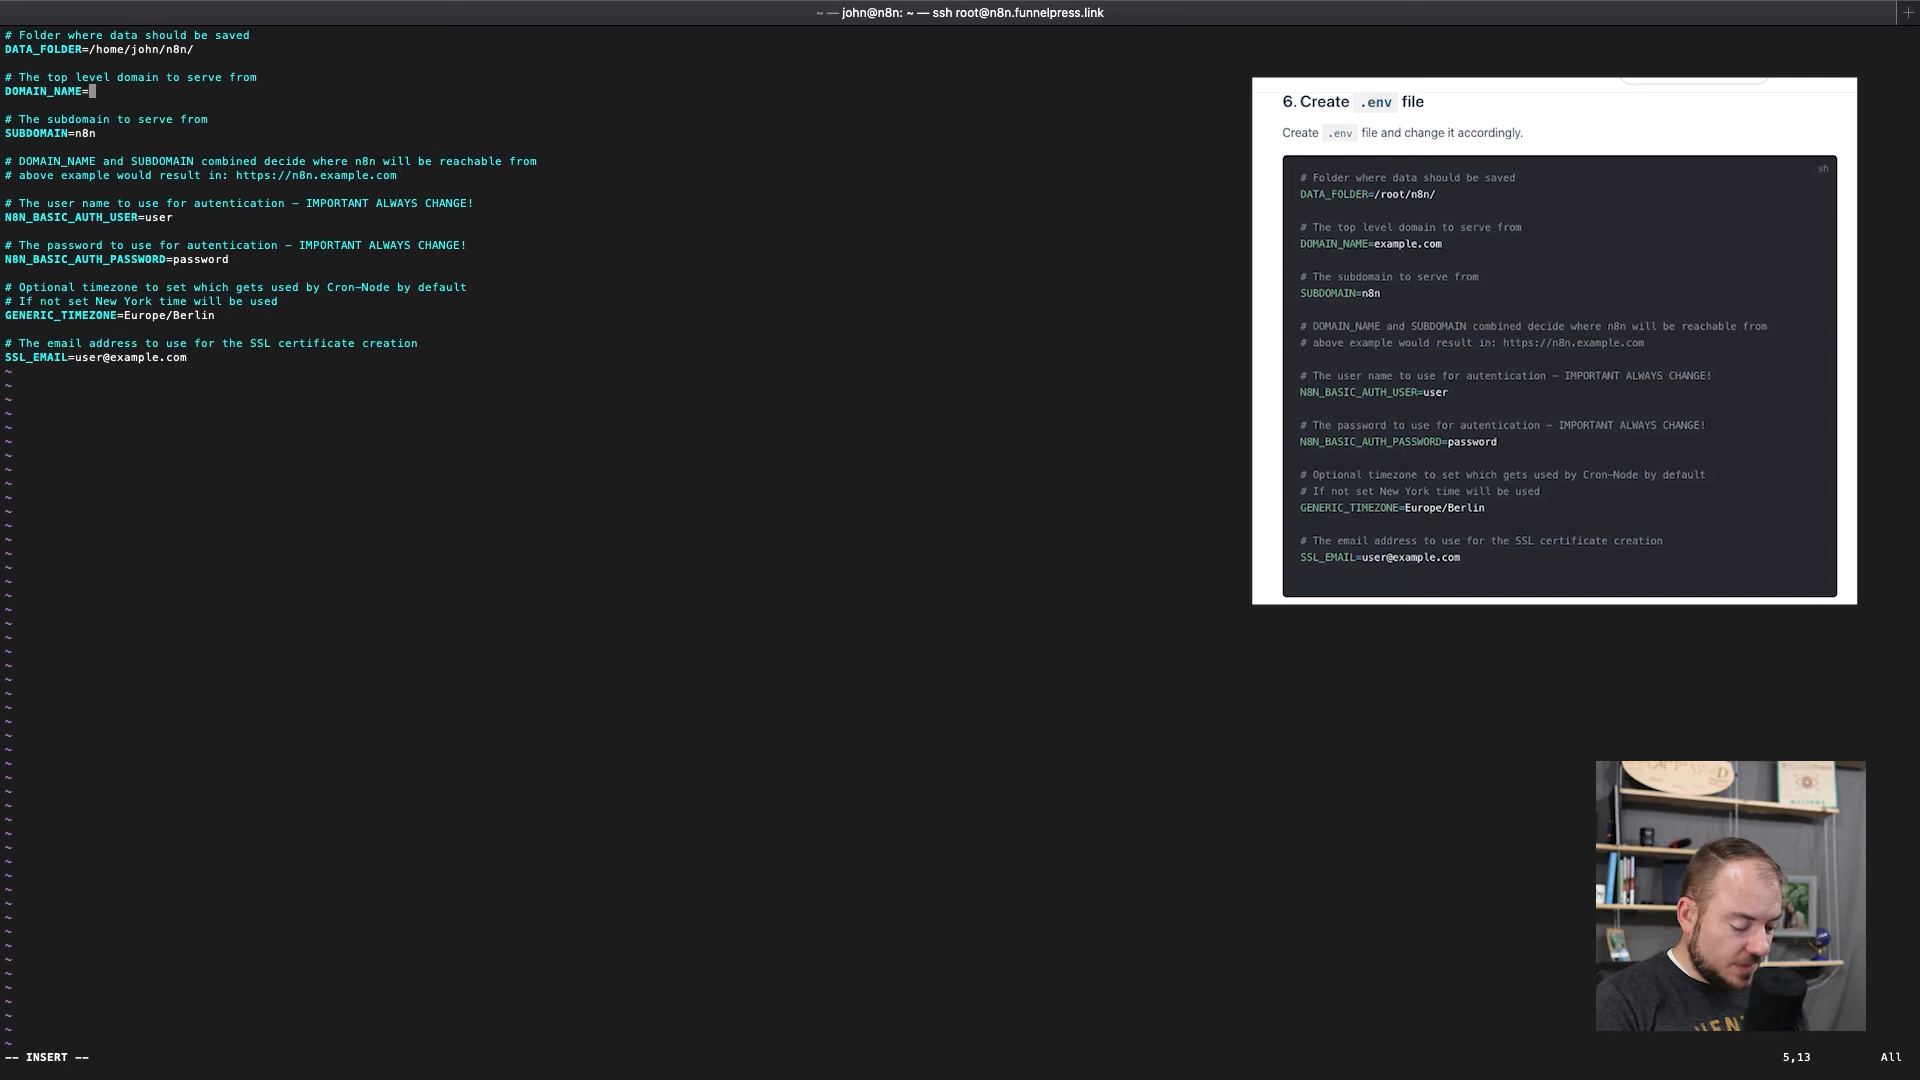 ~ — john@n8n: ~ — ssh root@n8n.funnelpress.link
# Folder where data should be saved
DATA_FOLDER=/home/john/n8n/
# The top level domain to serve from
DOMAIN_NAME=
# The subdomain to serve from
SUBDOMAIN=n8n
# DOMAIN_NAME and SUBDOMAIN combined decide where n8n will be reachable from
# above example would result in: https://n8n.example.com
# The user name to use for autentication - IMPORTANT ALWAYS CHANGE!
N8N_BASIC_AUTH_USER=user
# The password to use for autentication - IMPORTANT ALWAYS CHANGE!
N8N_BASIC_AUTH_PASSWORD=password
# Optional timezone to set which gets used by Cron-Node by default
# If not set New York time will be used
GENERIC_TIMEZONE=Europe/Berlin
# The email address to use for the SSL certificate creation
SSL_EMAIL=user@example.com
-- INSERT --
5,13
All
6. Create .env file
Create .env file and change it accordingly.
sh
# Folder where data should be saved
DATA_FOLDER=/root/n8n/
# The top level domain to serve from
DOMAIN_NAME=example.com
# The subdomain to serve from
SUBDOMAIN=n8n
# DOMAIN_NAME and SUBDOMAIN combined decide where n8n will be reachable from
# above example would result in: https://n8n.example.com
# The user name to use for autentication - IMPORTANT ALWAYS CHANGE!
N8N_BASIC_AUTH_USER=user
# The password to use for autentication - IMPORTANT ALWAYS CHANGE!
N8N_BASIC_AUTH_PASSWORD=password
# Optional timezone to set which gets used by Cron-Node by default
# If not set New York time will be used
GENERIC_TIMEZONE=Europe/Berlin
# The email address to use for the SSL certificate creation
SSL_EMAIL=user@example.com